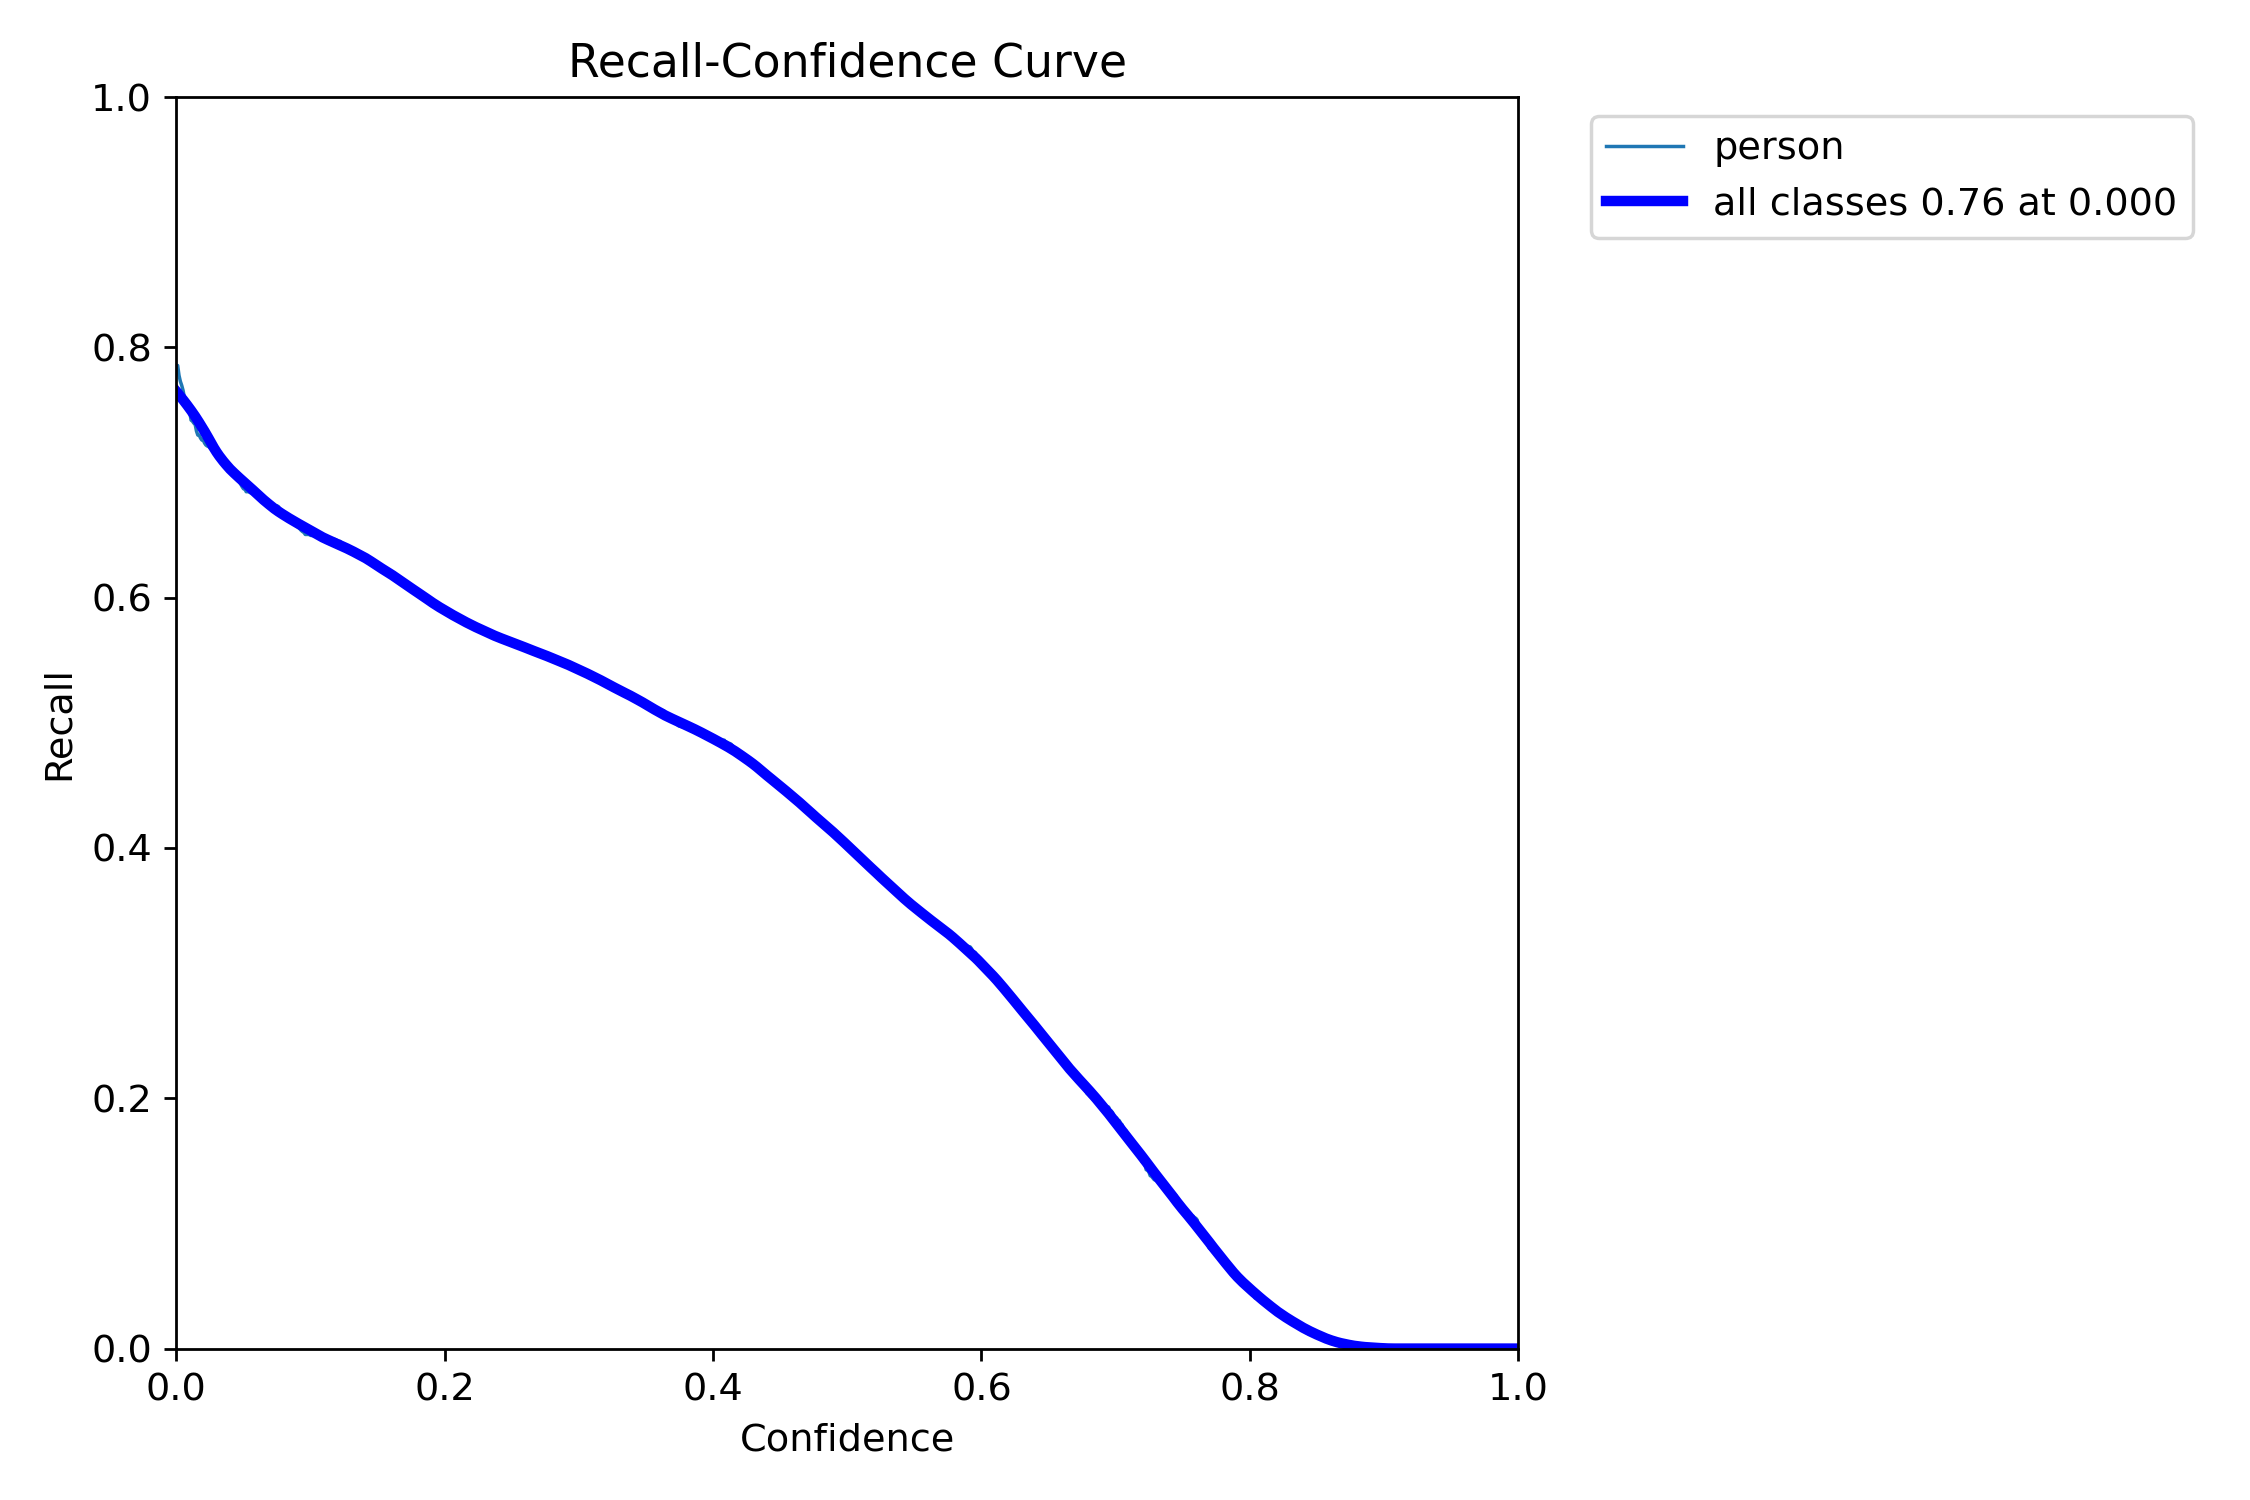 Recall-Confidence Curve
1.0
0.8
0.6
0.4
0.2
0.0
Recall
0.0 0.2 0.4 0.6 0.8 1.0
Confidence
person
all classes 0.76 at 0.000